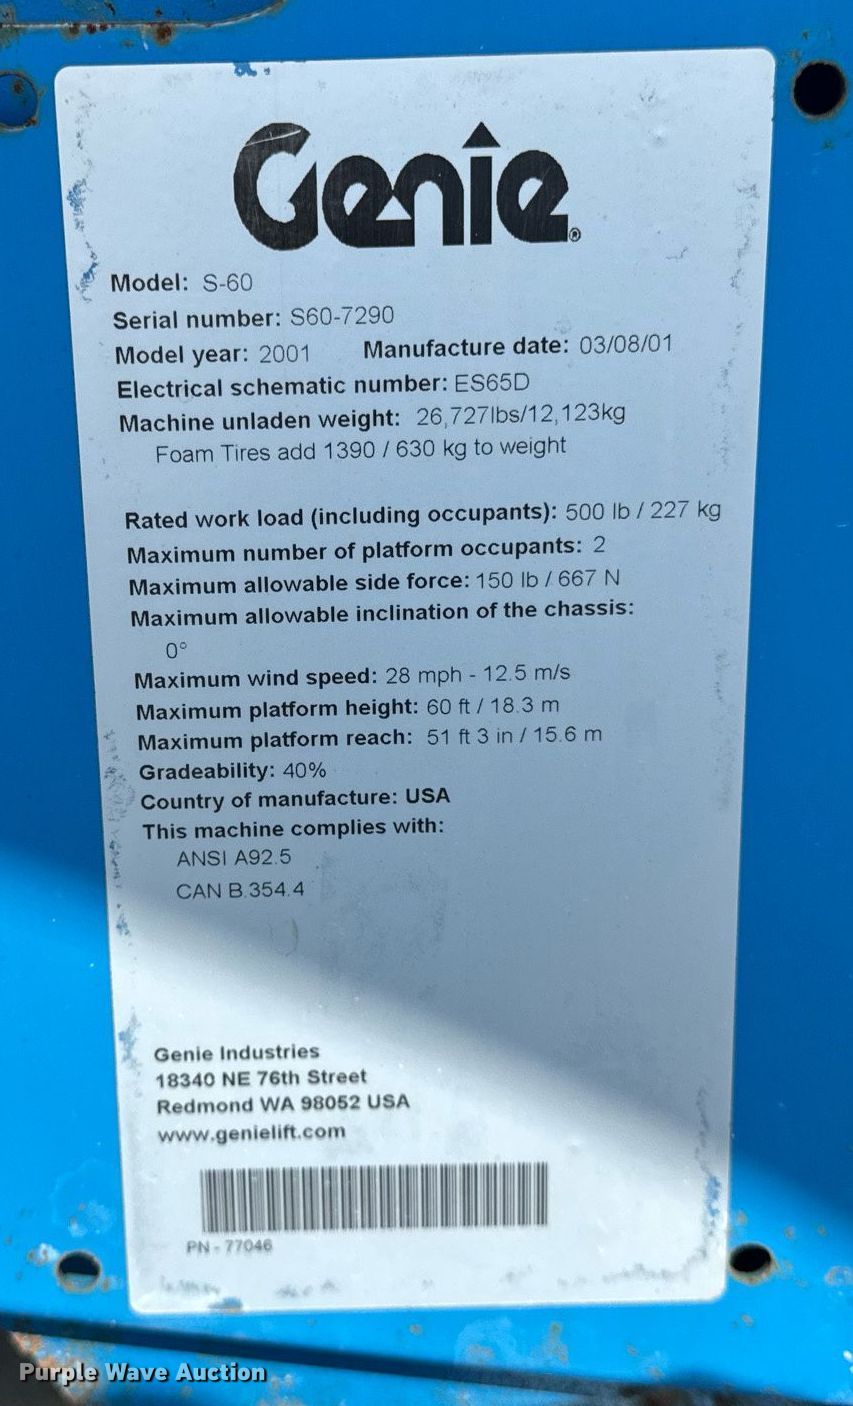 Genie®
Model: S-60
Serial number: S60-7290
Model year: 2001 Manufacture date: 03/08/01
Electrical schematic number: ES65D
Machine unladen weight: 26,727lbs/12,123kg
Foam Tires add 1390 / 630 kg to weight
Rated work load (including occupants): 500 lb / 227 kg
Maximum number of platform occupants: 2
Maximum allowable side force: 150 lb / 667 N
Maximum allowable inclination of the chassis:
0°
Maximum wind speed: 28 mph - 12.5 m/s
Maximum platform height: 60 ft / 18.3 m
Maximum platform reach: 51 ft 3 in / 15.6 m
Gradeability: 40%
Country of manufacture: USA
This machine complies with:
ANSI A92.5
CAN B.354.4
Genie Industries
18340 NE 76th Street
Redmond WA 98052 USA
www.genielift.com
PN - 77046
Purple Wave Auction